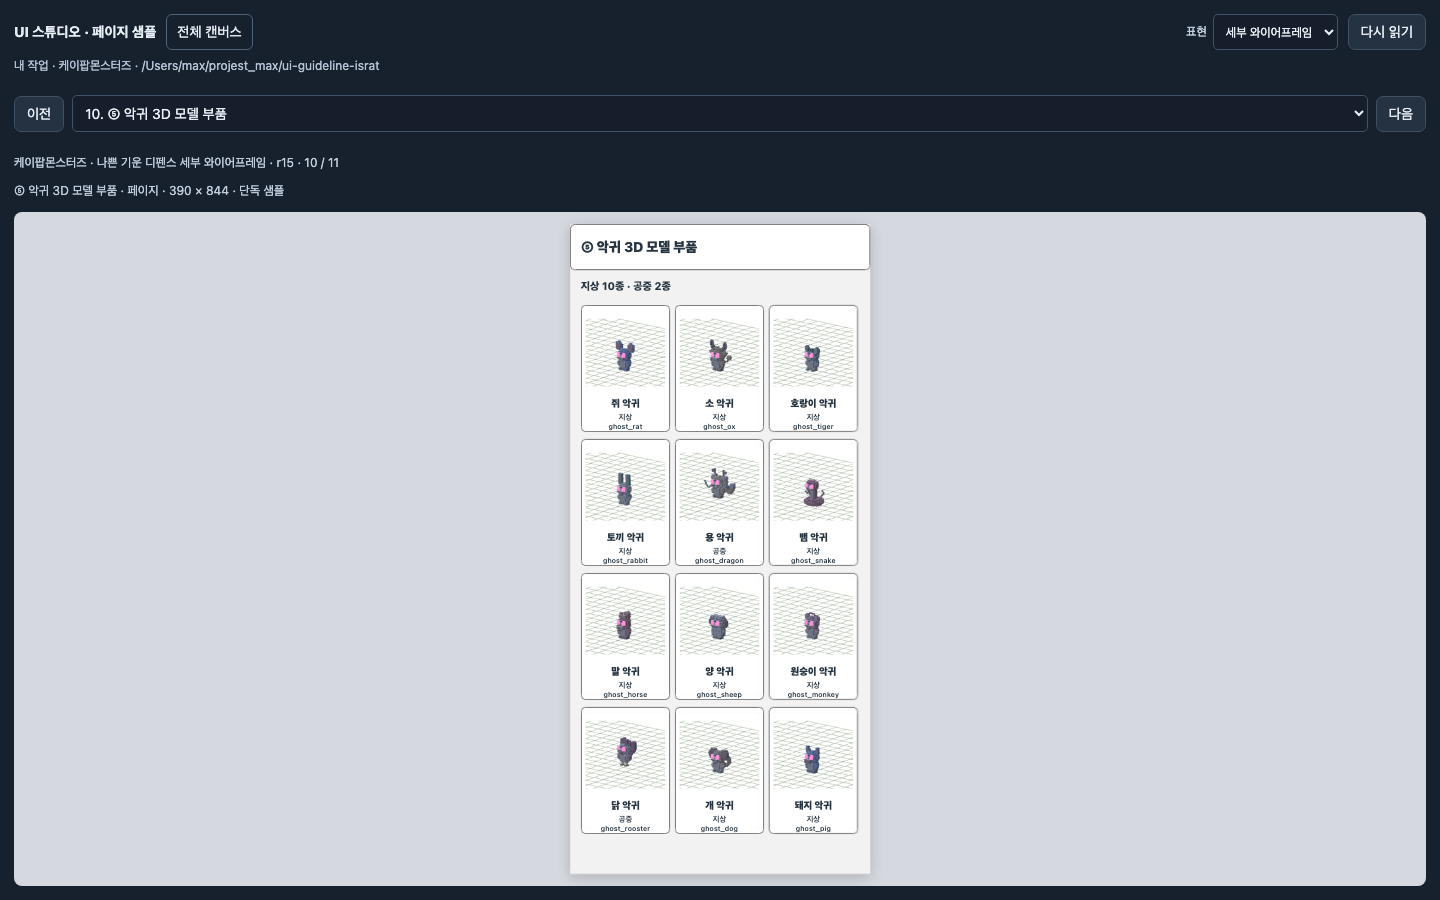 UI 스튜디오 · 페이지 샘플 전체 캔버스 표현 세부 와이어프레임 다시 읽기
내 작업 · 케이팝몬스터즈 · /Users/max/projest_max/ui-guideline-israt
이전 10. ⑤ 악귀 3D 모델 부품 다음
케이팝몬스터즈 · 나쁜 기운 디펜스 세부 와이어프레임 · r15 · 10 / 11
⑤ 악귀 3D 모델 부품 · 페이지 · 390 × 844 · 단독 샘플
⑤ 악귀 3D 모델 부품
지상 10종 · 공중 2종
쥐 악귀 소 악귀 호랑이 악귀
지상 지상 지상
ghost_rat ghost_ox ghost_tiger
토끼 악귀 용 악귀 뱀 악귀
지상 공중 지상
ghost_rabbit ghost_dragon ghost_snake
말 악귀 양 악귀 원숭이 악귀
지상 지상 지상
ghost_horse ghost_sheep ghost_monkey
닭 악귀 개 악귀 돼지 악귀
공중 지상 지상
ghost_rooster ghost_dog ghost_pig